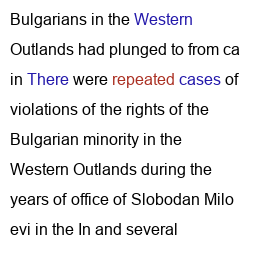 Bulgarians in the Western
Outlands had plunged to from ca
in There were repeated cases of
violations of the rights of the
Bulgarian minority in the
Western Outlands during the
years of office of Slobodan Milo
evi in the In and several